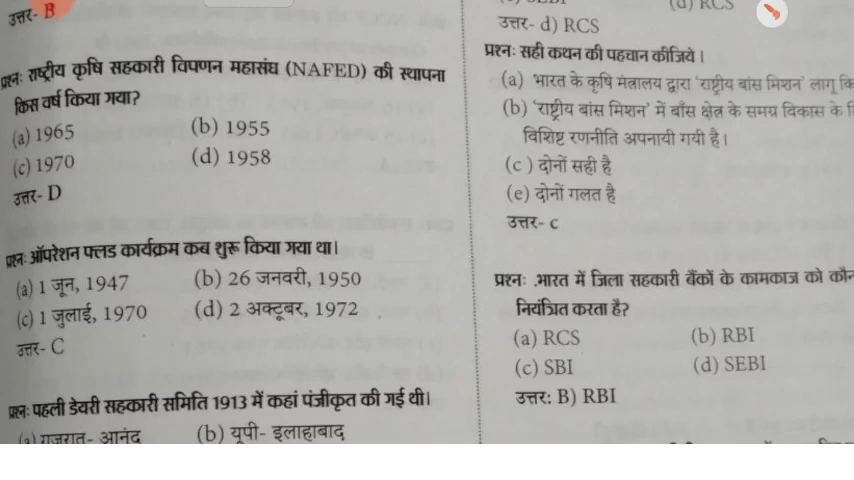 उत्तर- B
प्रश्नः राष्ट्रीय कृषि सहकारी विपणन महासंघ (NAFED) की स्थापना
किस वर्ष किया गया?
(a) 1965 (b) 1955
(c) 1970 (d) 1958
उत्तर- D
प्रश्नः ऑपरेशन फ्लड कार्यक्रम कब शुरू किया गया था।
(a) 1 जून, 1947 (b) 26 जनवरी, 1950
(c) 1 जुलाई, 1970 (d) 2 अक्टूबर, 1972
उत्तर- C
प्रश्नः पहली डेयरी सहकारी समिति 1913 में कहां पंजीकृत की गई थी।
(a) गुजरात- आनंद (b) यूपी- इलाहाबाद
(d) RCS
उत्तर- d) RCS
प्रश्नः सही कथन की पहचान कीजिये।
(a) भारत के कृषि मंत्रालय द्वारा ‘राष्ट्रीय बांस मिशन’ लागू
(b) ‘राष्ट्रीय बांस मिशन’ में बाँस क्षेत्र के समग्र विकास के
विशिष्ट रणनीति अपनायी गयी है।
(c ) दोनों सही है
(e) दोनों गलत है
उत्तर- c
प्रश्नः .भारत में जिला सहकारी बैंकों के कामकाज को
नियंत्रित करता है?
(a) RCS (b) RBI
(c) SBI (d) SEBI
उत्तर: B) RBI